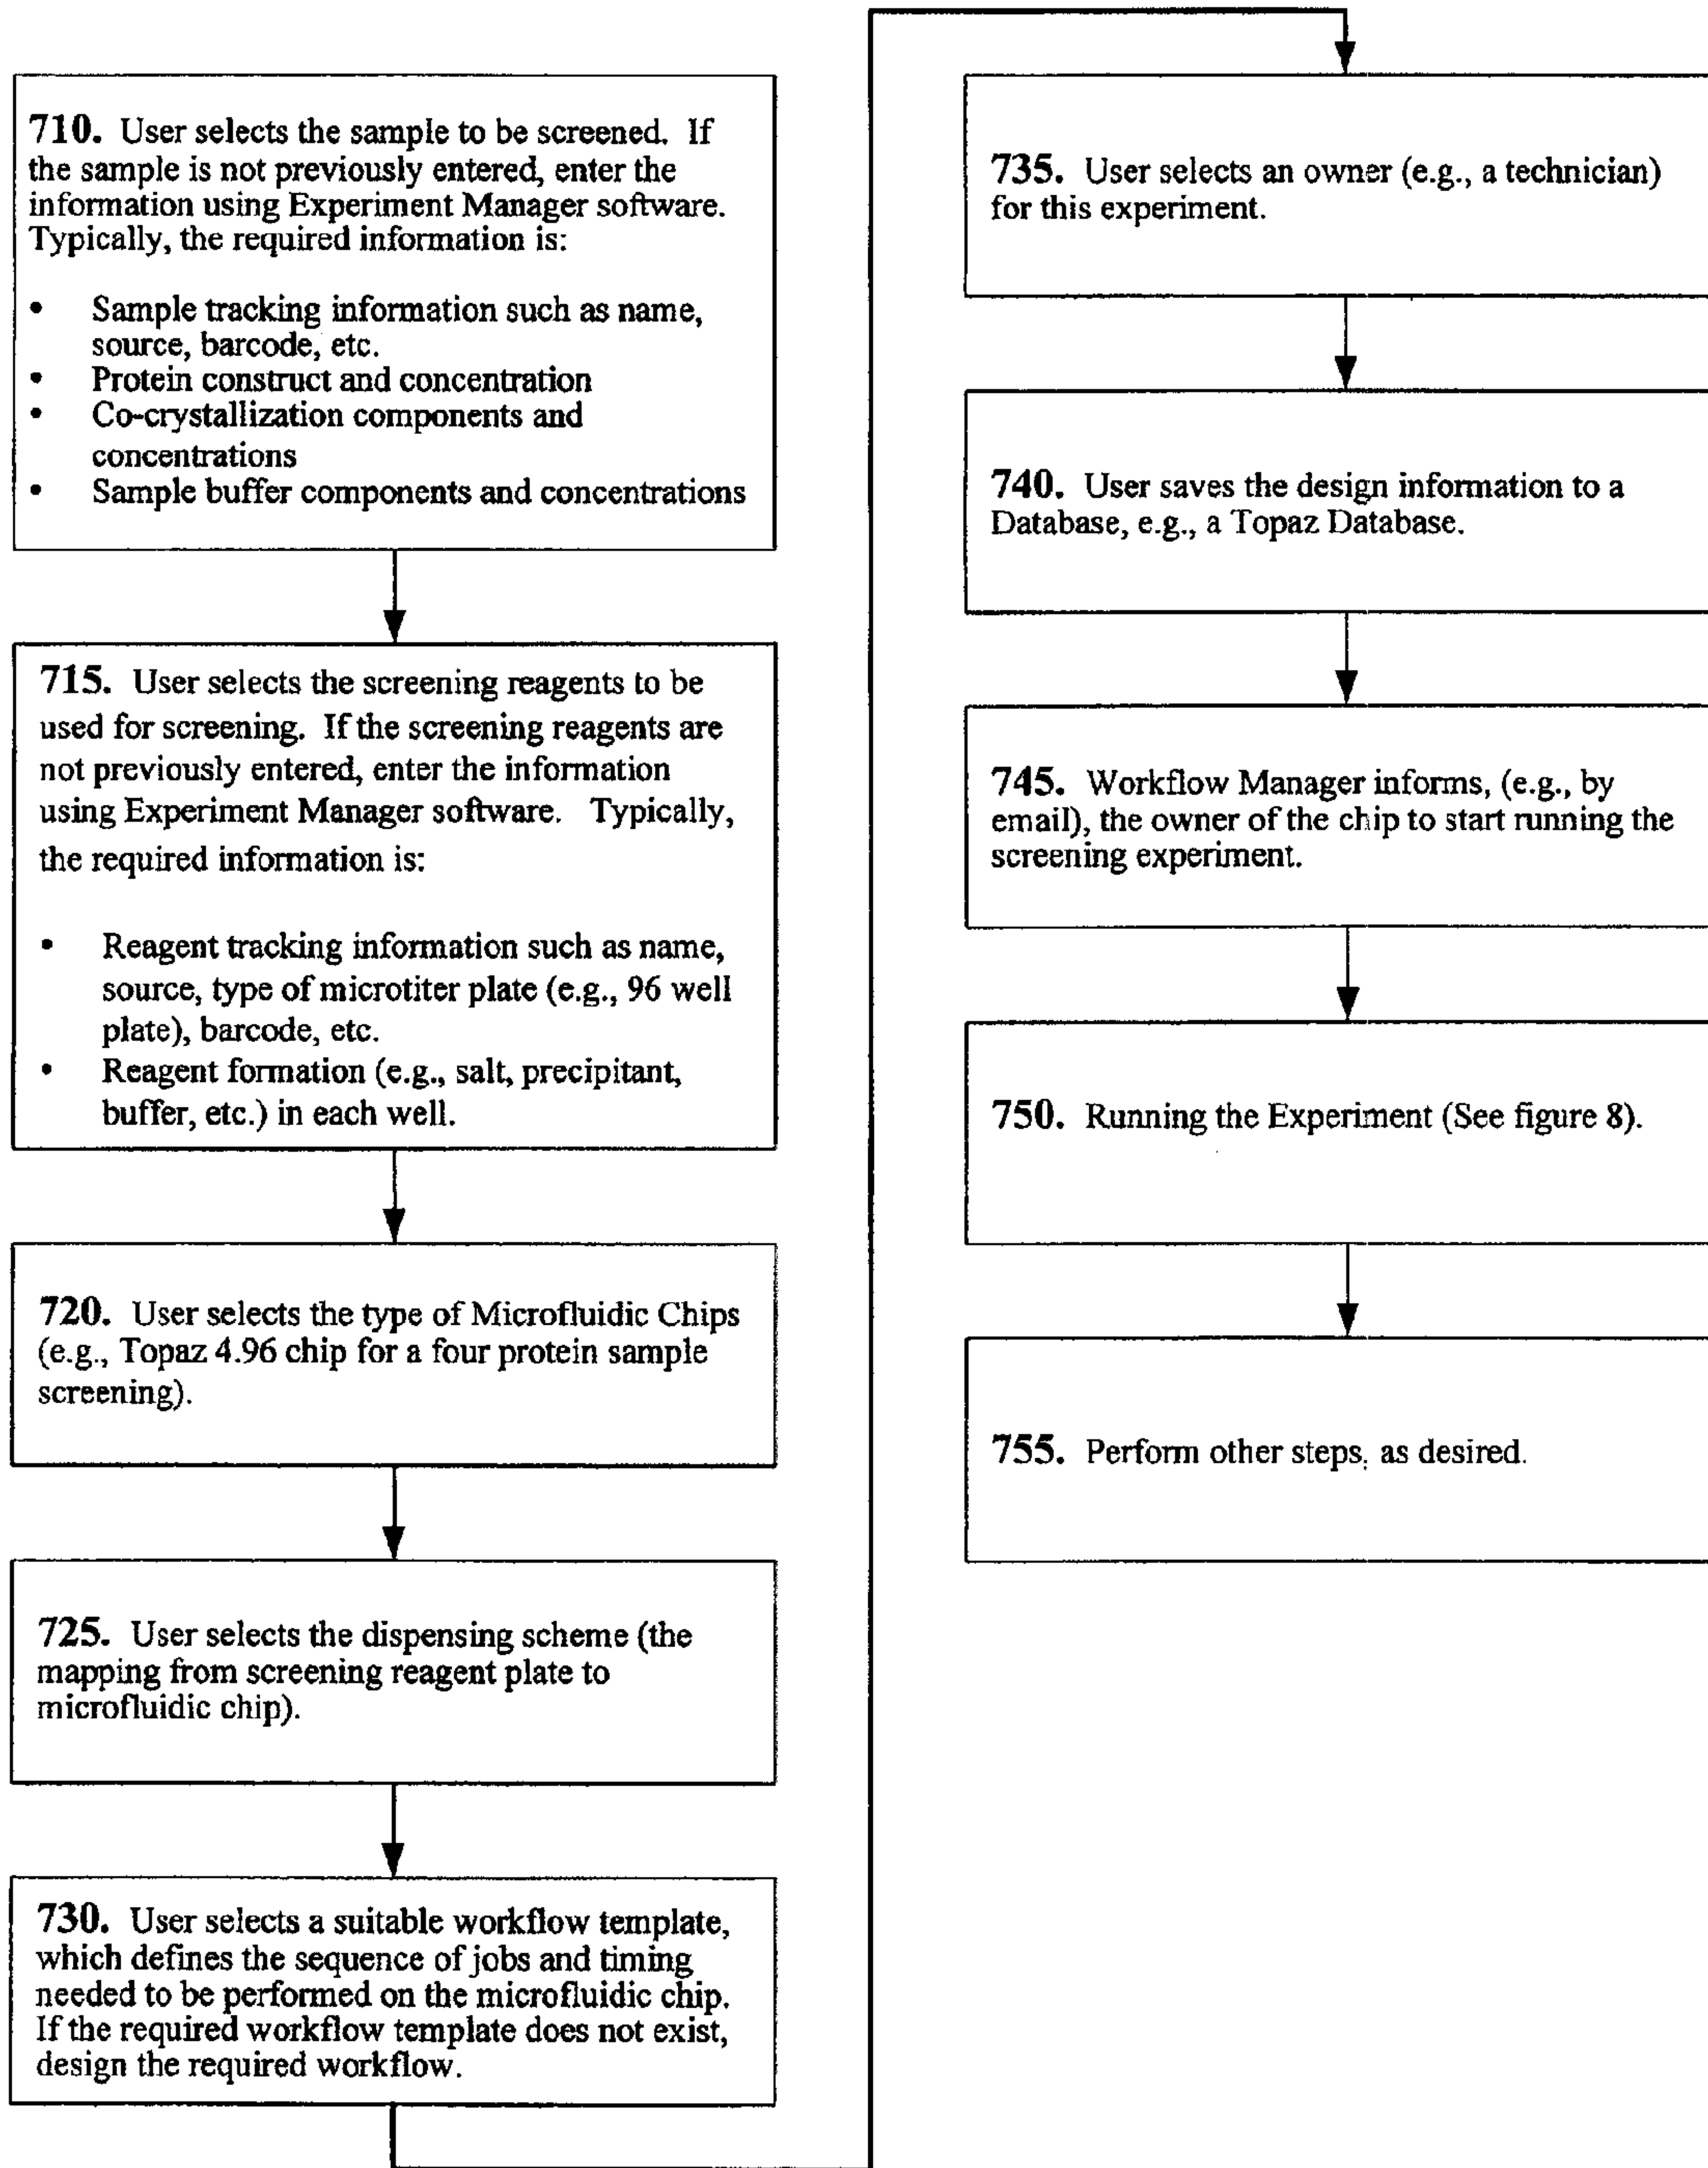 710. User selects the sample to be screened. If
the sample is not previously entered, enter the
information using Experiment Manager software.
Typically, the required information is:
• Sample tracking information such as name,
source, barcode, etc.
• Protein construct and concentration
• Co-crystallization components and
concentrations
• Sample buffer components and concentrations
715. User selects the screening reagents to be
used for screening. If the screening reagents are
not previously entered, enter the information
using Experiment Manager software. Typically,
the required information is:
• Reagent tracking information such as name,
source, type of microtiter plate (e.g., 96 well
plate), barcode, etc.
• Reagent formation (e.g., salt, precipitant,
buffer, etc.) in each well.
720. User selects the type of Microfluidic Chips
(e.g., Topaz 4.96 chip for a four protein sample
screening).
725. User selects the dispensing scheme (the
mapping from screening reagent plate to
microfluidic chip).
730. User selects a suitable workflow template,
which defines the sequence of jobs and timing
needed to be performed on the microfluidic chip.
If the required workflow template does not exist,
design the required workflow.
735. User selects an owner (e.g., a technician)
for this experiment.
740. User saves the design information to a
Database, e.g., a Topaz Database.
745. Workflow Manager informs, (e.g., by
email), the owner of the chip to start running the
screening experiment.
750. Running the Experiment (See figure 8).
755. Perform other steps, as desired.